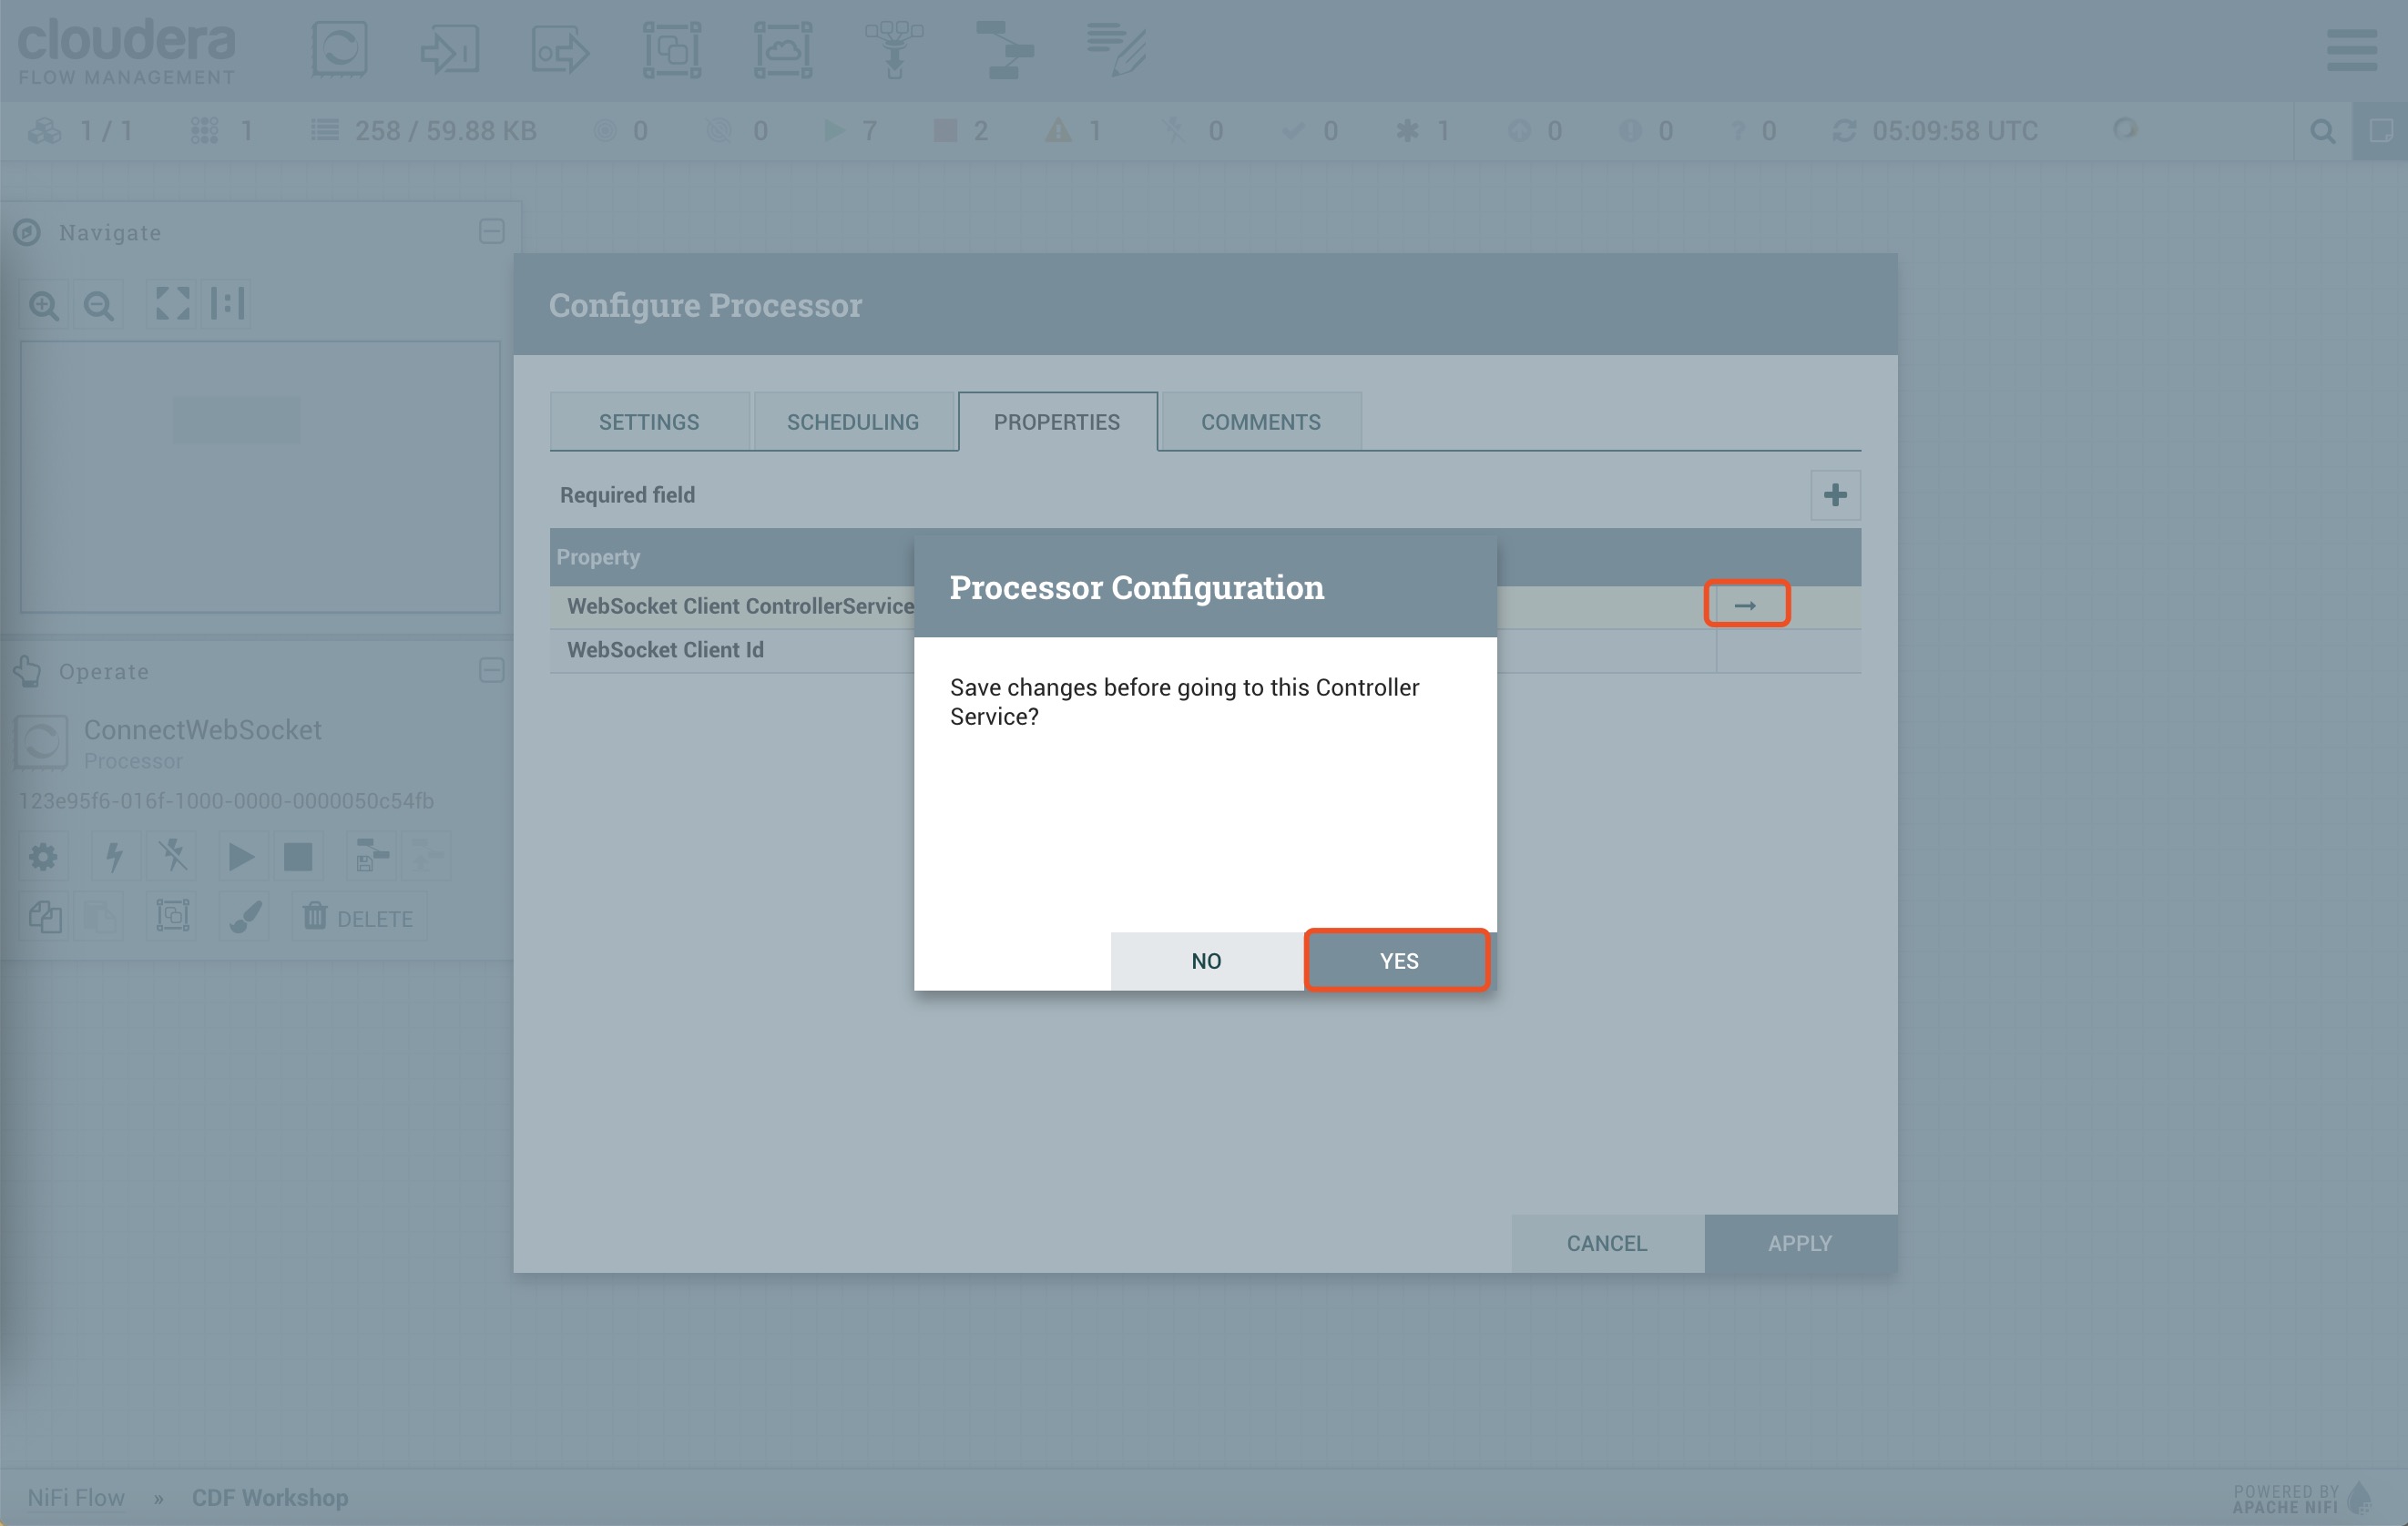 cloudera
FLOW MANAGEMENT
1 / 1 1 258 / 59.88 KB 0 0 7 2 1 0 0 1 0 0 ? 0 05:09:58 UTC
Navigate
Configure Processor
SETTINGS SCHEDULING PROPERTIES COMMENTS
Required field
Property
Processor Configuration
WebSocket Client ControllerService
WebSocket Client Id
Save changes before going to this Controller
Service?
NO YES
CANCEL APPLY
Operate
ConnectWebSocket
Processor
123e95f6-016f-1000-0000-0000050c54fb
DELETE
NiFi Flow » CDF Workshop
POWERED BY
APACHE NIFI